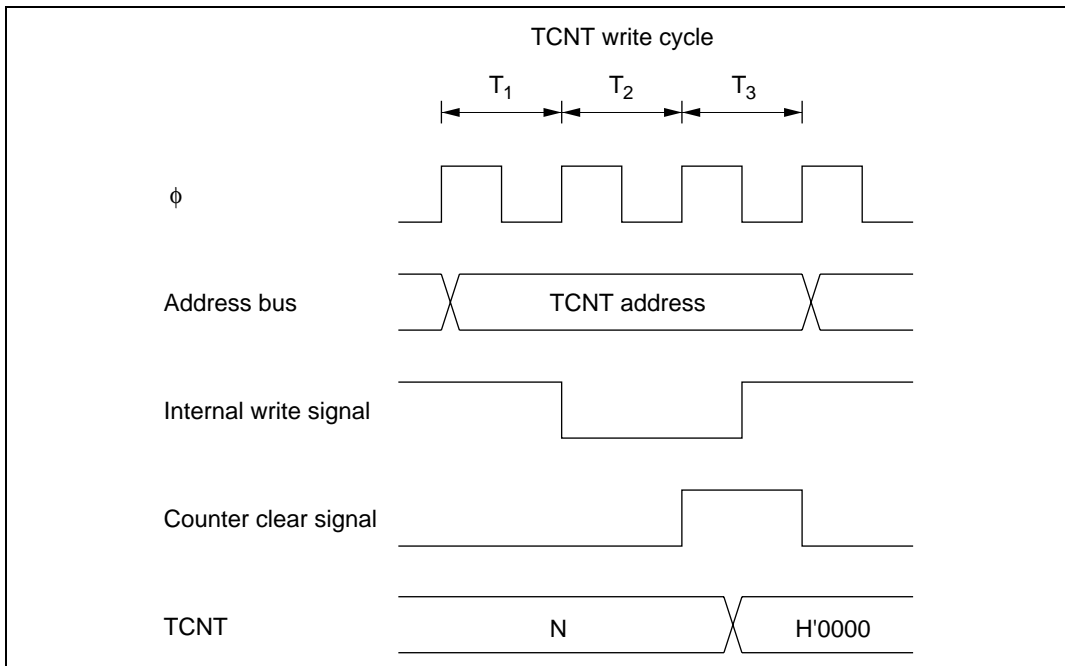 TCNT write cycle
T1 T2 T3
φ
Address bus TCNT address
Internal write signal
Counter clear signal
TCNT N H'0000